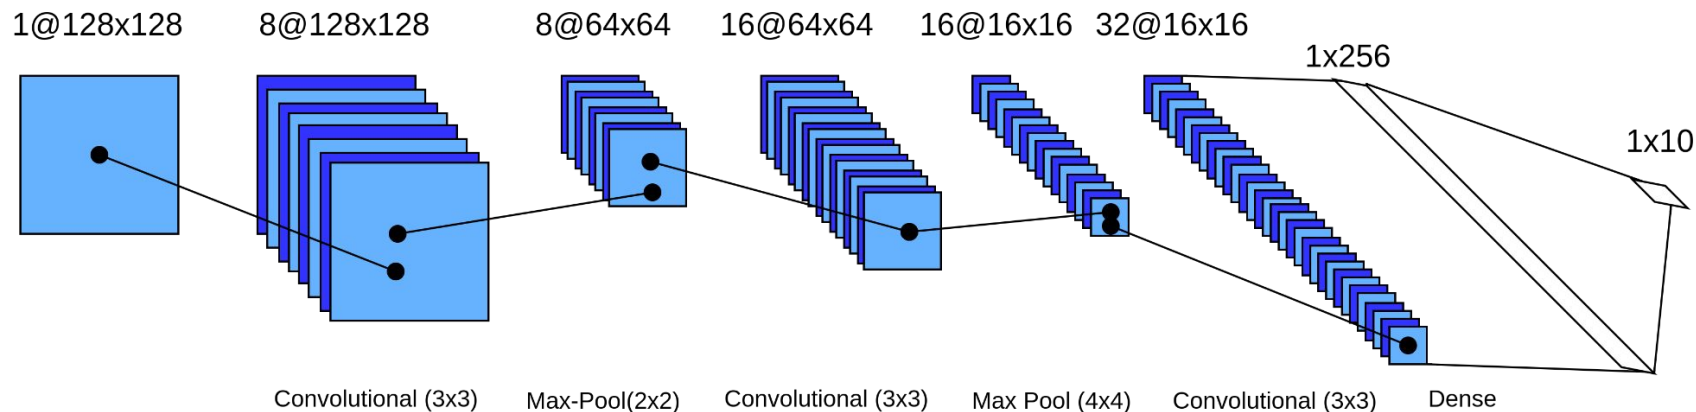 1@128x128
8@128x128
8@64x64
16@64x64
16@16x16
32@16x16
1x256
1x10
Convolutional (3x3)
Max-Pool(2x2)
Convolutional (3x3)
Max Pool (4x4)
Convolutional (3x3)
Dense